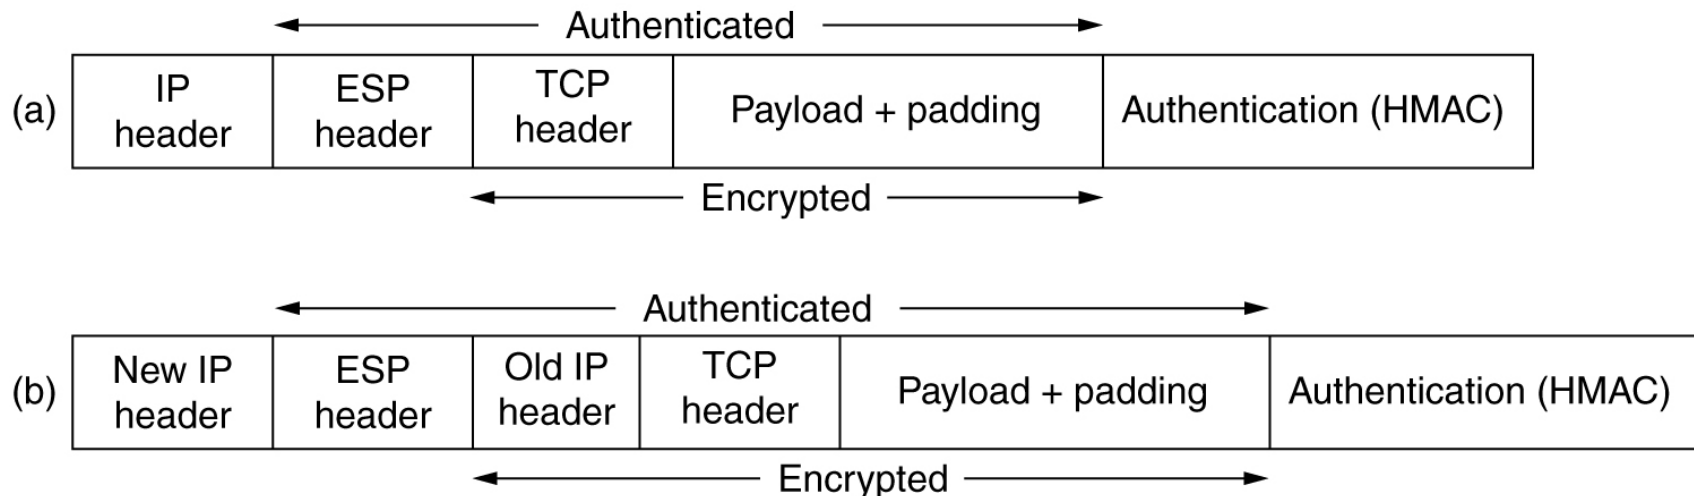 Authenticated
(a)
IP
header
ESP
header
TCP
header
Payload + padding
Authentication (HMAC)
Encrypted
Authenticated
(b)
New IP
header
ESP
header
Old IP
header
TCP
header
Payload + padding
Authentication (HMAC)
Encrypted